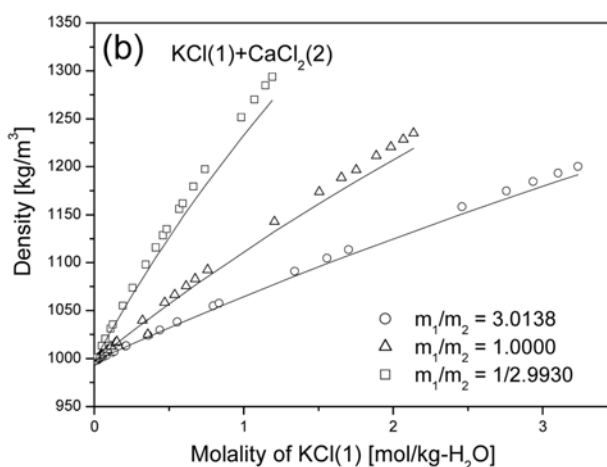 (b)
KCl(1)+CaCl₂(2)
Density [kg/m³]
1350
1300
1250
1200
1150
1100
1050
1000
950
m₁/m₂ = 3.0138
m₁/m₂ = 1.0000
m₁/m₂ = 1/2.9930
0
1
2
3
Molality of KCl(1) [mol/kg-H₂O]